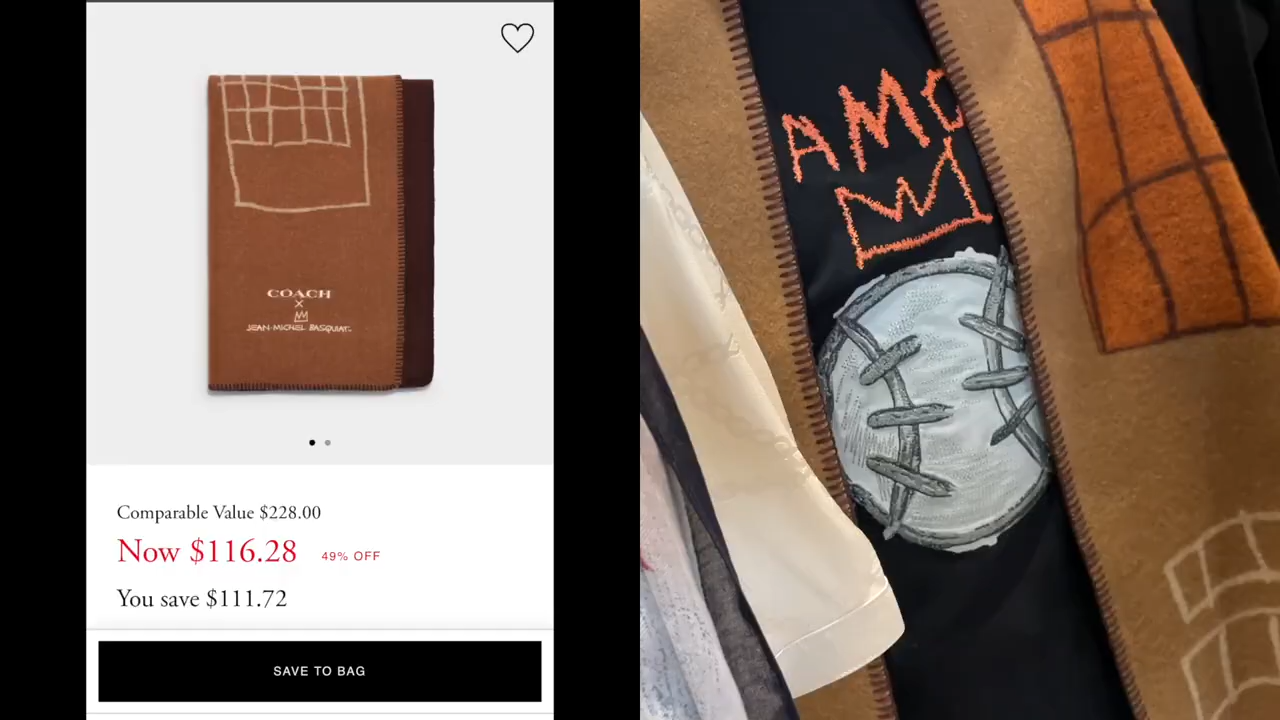 COACH
×
JEAN-MICHEL BASQUIAT.
Comparable Value $228.00
Now $116.28 49% OFF
You save $111.72
SAVE TO BAG
AMO